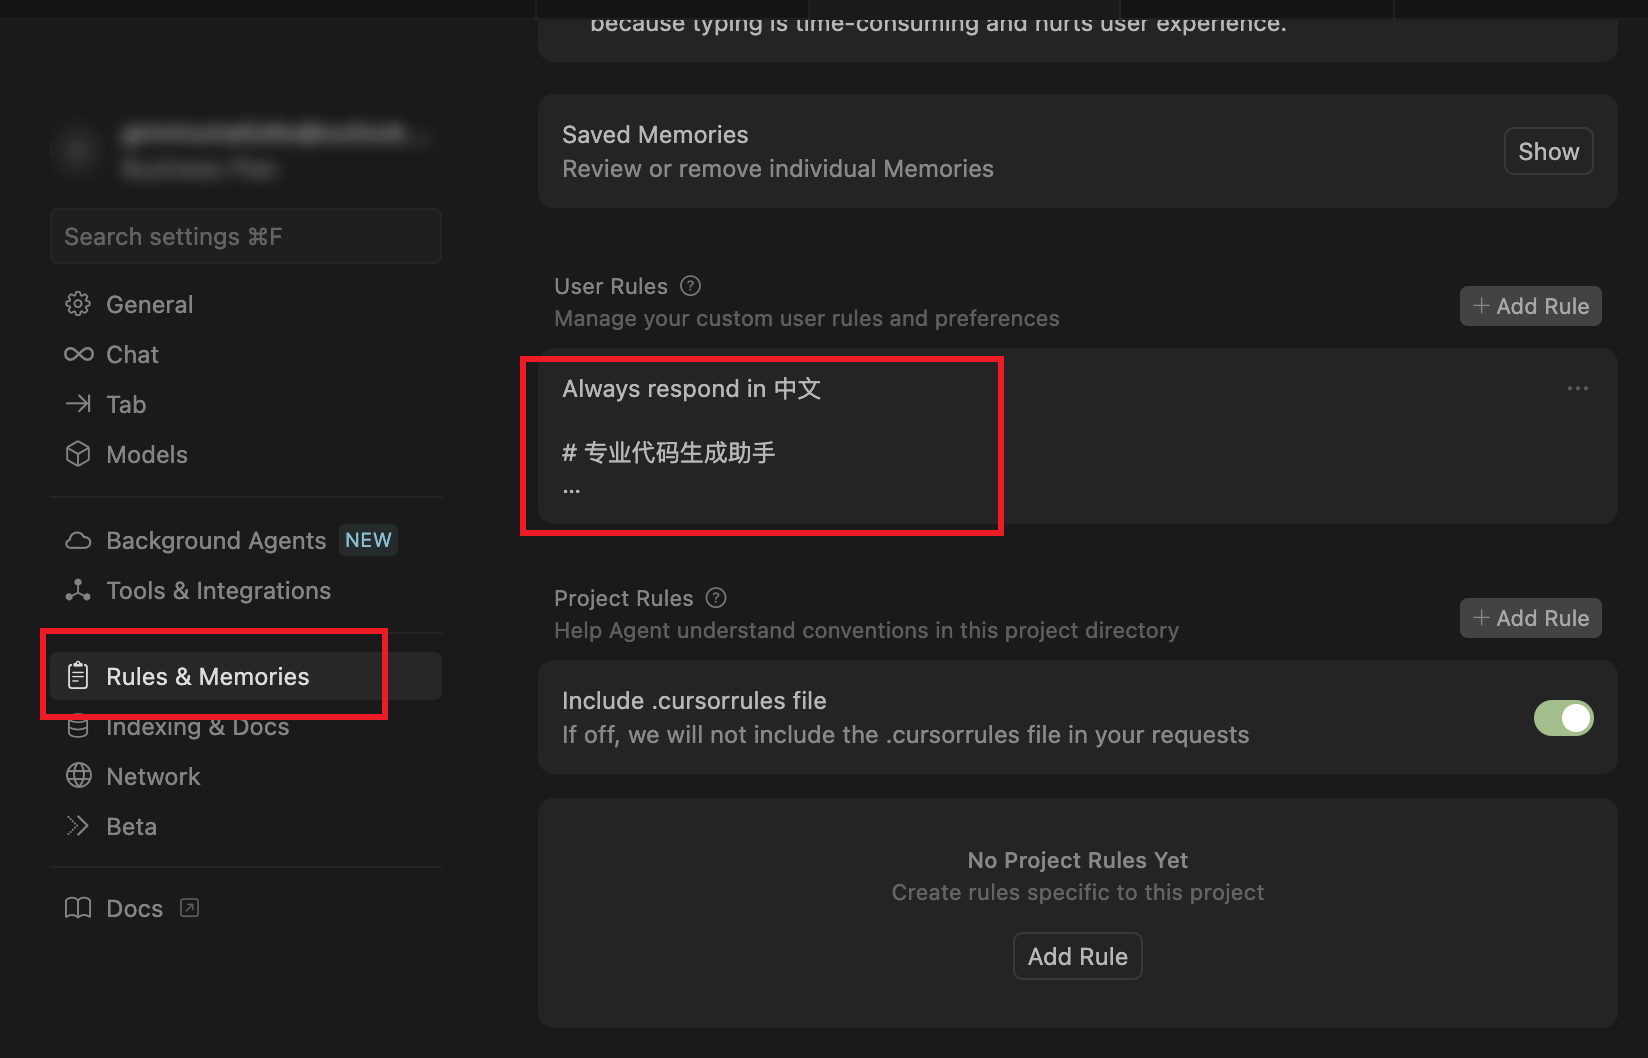 because typing is time-consuming and hurts user experience.
Search settings ⌘F
General
Chat
Tab
Models
Background Agents NEW
Tools & Integrations
Rules & Memories
Indexing & Docs
Network
Beta
Docs
Saved Memories
Review or remove individual Memories
Show
User Rules
Manage your custom user rules and preferences
+ Add Rule
Always respond in 中文
# 专业代码生成助手
...
Project Rules
Help Agent understand conventions in this project directory
+ Add Rule
Include .cursorrules file
If off, we will not include the .cursorrules file in your requests
No Project Rules Yet
Create rules specific to this project
Add Rule